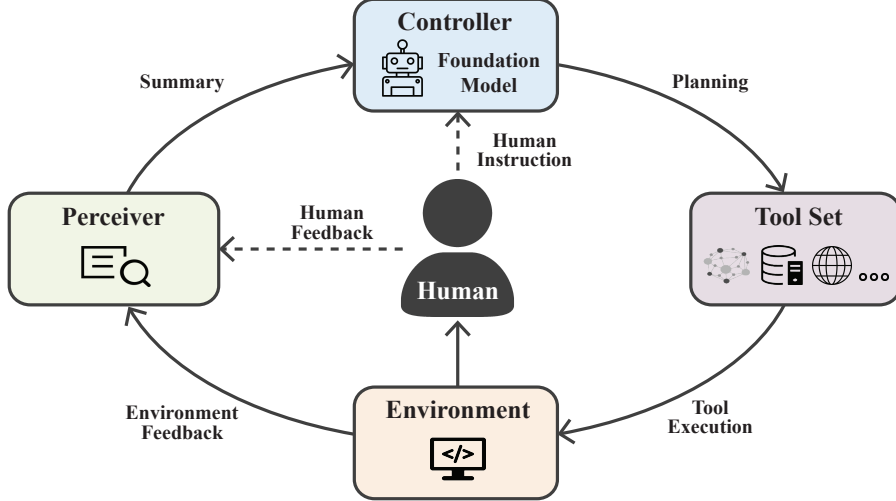 Controller
Foundation
Model
Summary
Planning
Human
Instruction
Perceiver
Human
Feedback
Tool Set
Human
Environment
</>
Environment
Feedback
Tool
Execution